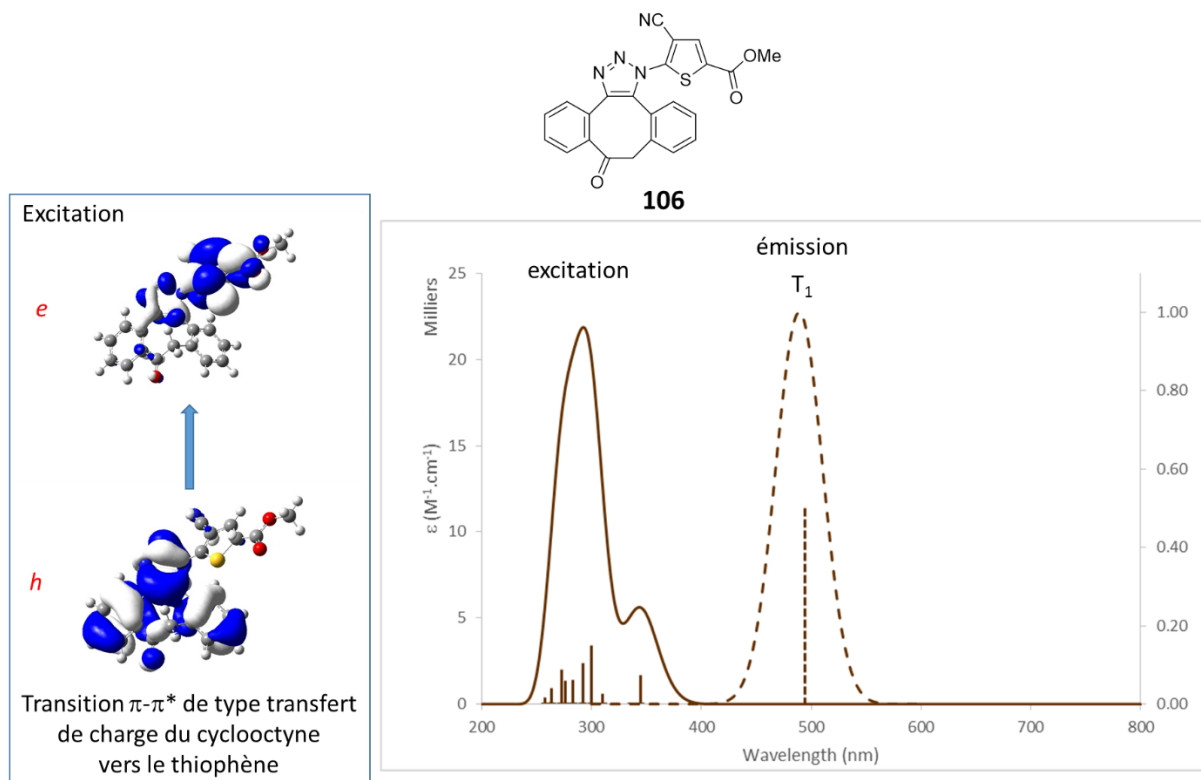 NC
OMe
N
N
N
S
O
O
106
Excitation
e
h
Transition π-π* de type transfert
de charge du cyclooctyne
vers le thiophène
excitation
émission
T₁
Milliers
ε (M⁻¹.cm⁻¹)
25
20
15
10
5
0
1.00
0.80
0.60
0.40
0.20
0.00
200 300 400 500 600 700 800
Wavelength (nm)